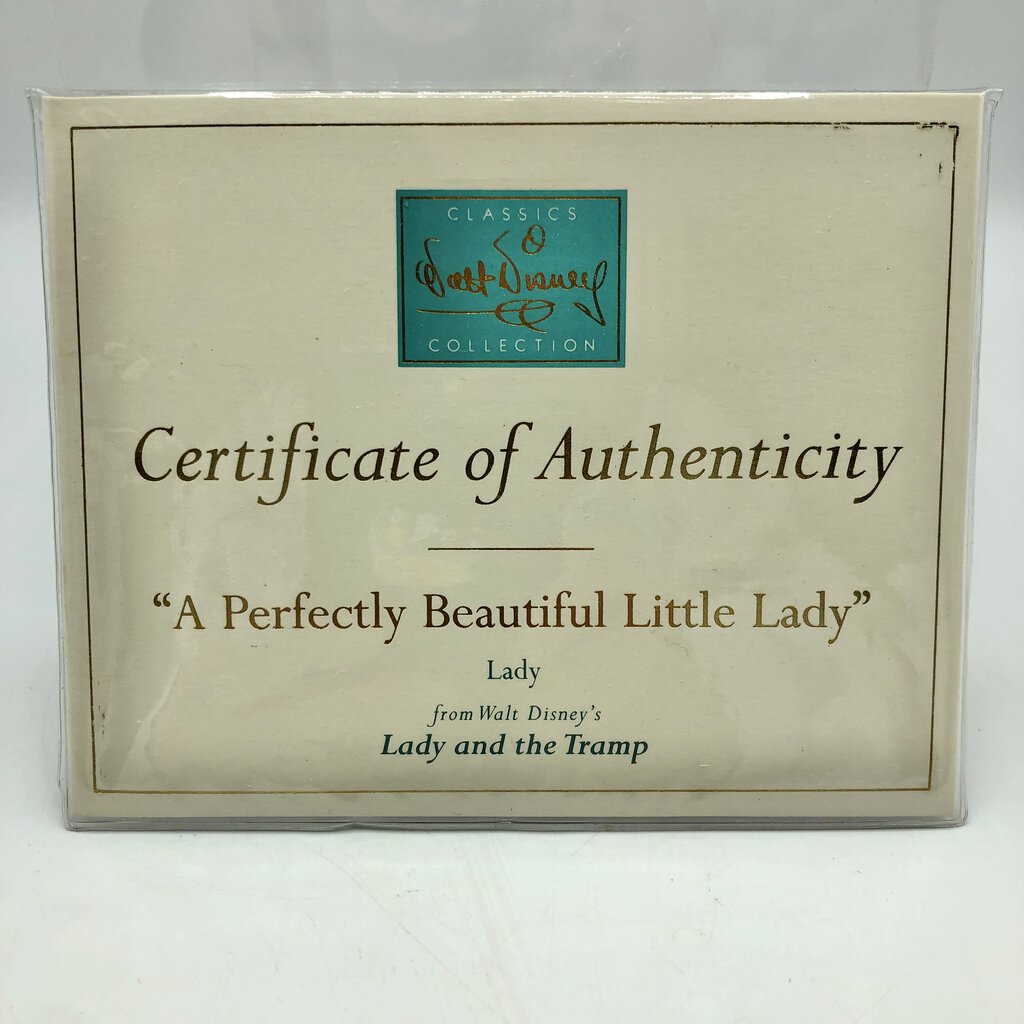 CLASSICS
Walt Disney
COLLECTION
Certificate of Authenticity
“A Perfectly Beautiful Little Lady”
Lady
from Walt Disney’s
Lady and the Tramp